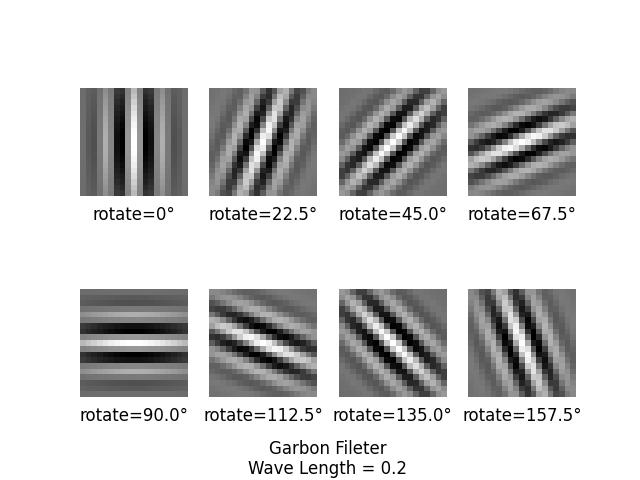 rotate=0°
rotate=22.5°
rotate=45.0°
rotate=67.5°
rotate=90.0°
rotate=112.5°
rotate=135.0°
rotate=157.5°
Garbon Fileter
Wave Length = 0.2